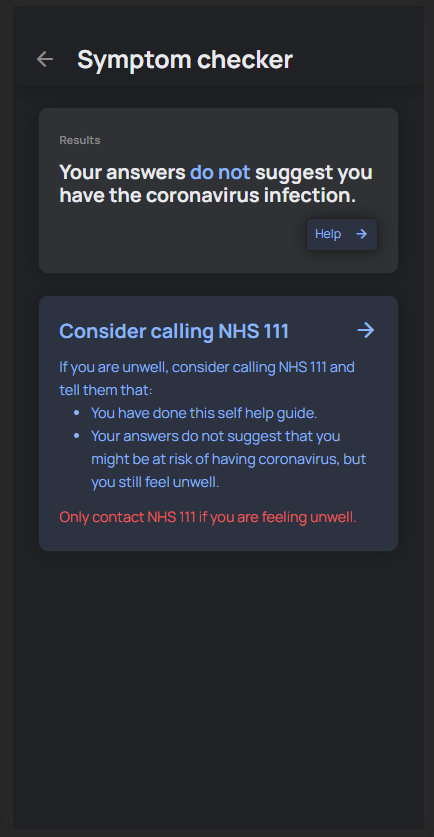 Symptom checker
Results
Your answers do not suggest you
have the coronavirus infection.
Help
Consider calling NHS 111
If you are unwell, consider calling NHS 111 and
tell them that:
• You have done this self help guide.
• Your answers do not suggest that you
might be at risk of having coronavirus, but
you still feel unwell.
Only contact NHS 111 if you are feeling unwell.